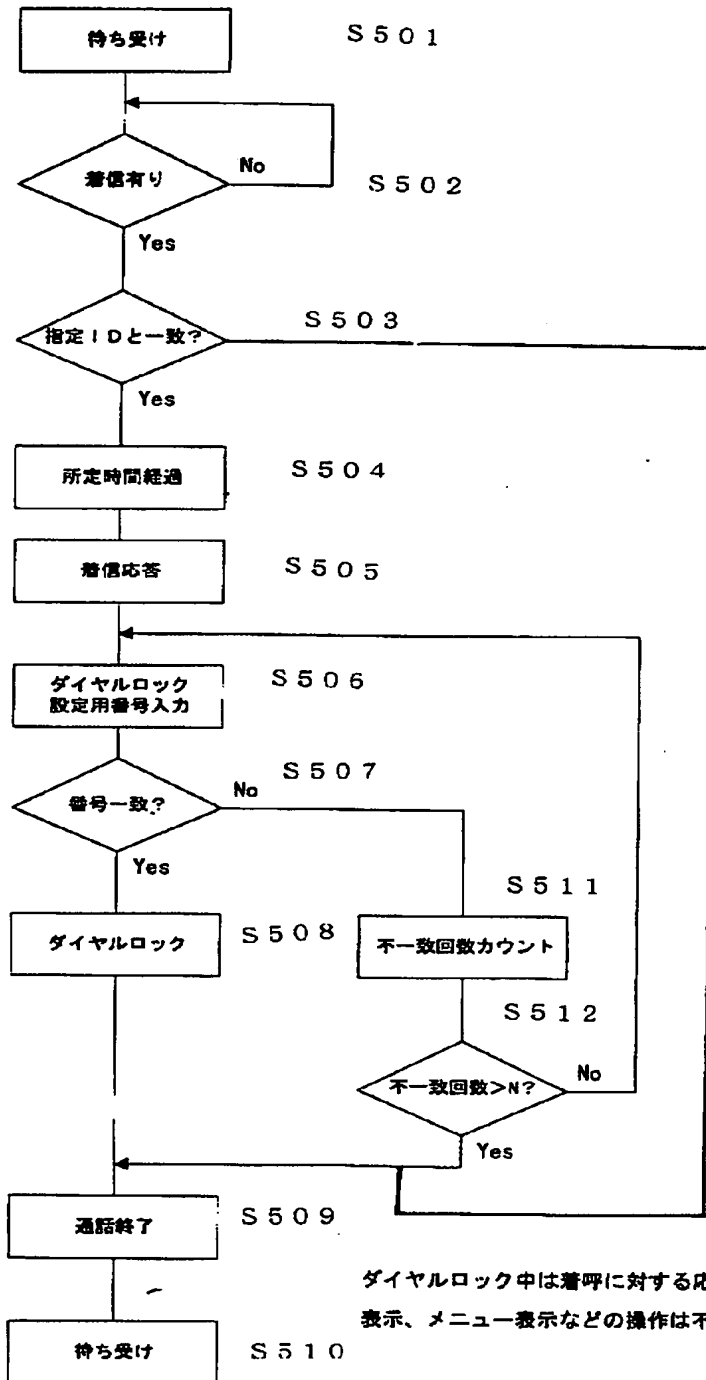 待ち受け
S501
着信有り
No
S502
Yes
指定IDと一致?
S503
Yes
所定時間経過
S504
着信応答
S505
ダイヤルロック
設定用番号入力
S506
番号一致?
No
S507
Yes
ダイヤルロック
S508
S511
不一致回数カウント
S512
不一致回数>N?
No
Yes
通話終了
S509
ダイヤルロック中は着呼に対する応
表示、メニュー表示などの操作は不
待ち受け
S510